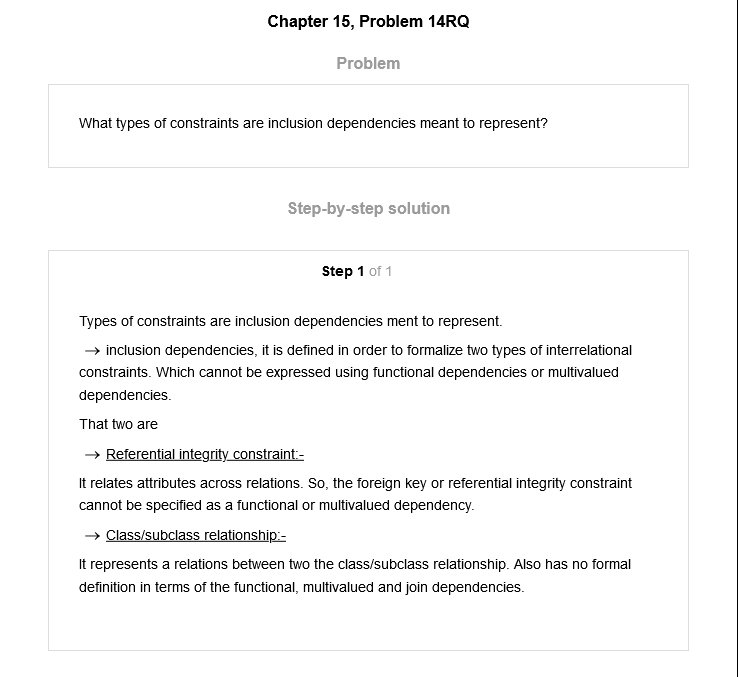 Chapter 15, Problem 14RQ
Problem
What types of constraints are inclusion dependencies meant to represent?
Step-by-step solution
Step 1 of 1
Types of constraints are inclusion dependencies ment to represent.
→ inclusion dependencies, it is defined in order to formalize two types of interrelational
constraints. Which cannot be expressed using functional dependencies or multivalued
dependencies.
That two are
→ Referential integrity constraint:-
It relates attributes across relations. So, the foreign key or referential integrity constraint
cannot be specified as a functional or multivalued dependency.
→ Class/subclass relationship:-
It represents a relations between two the class/subclass relationship. Also has no formal
definition in terms of the functional, multivalued and join dependencies.